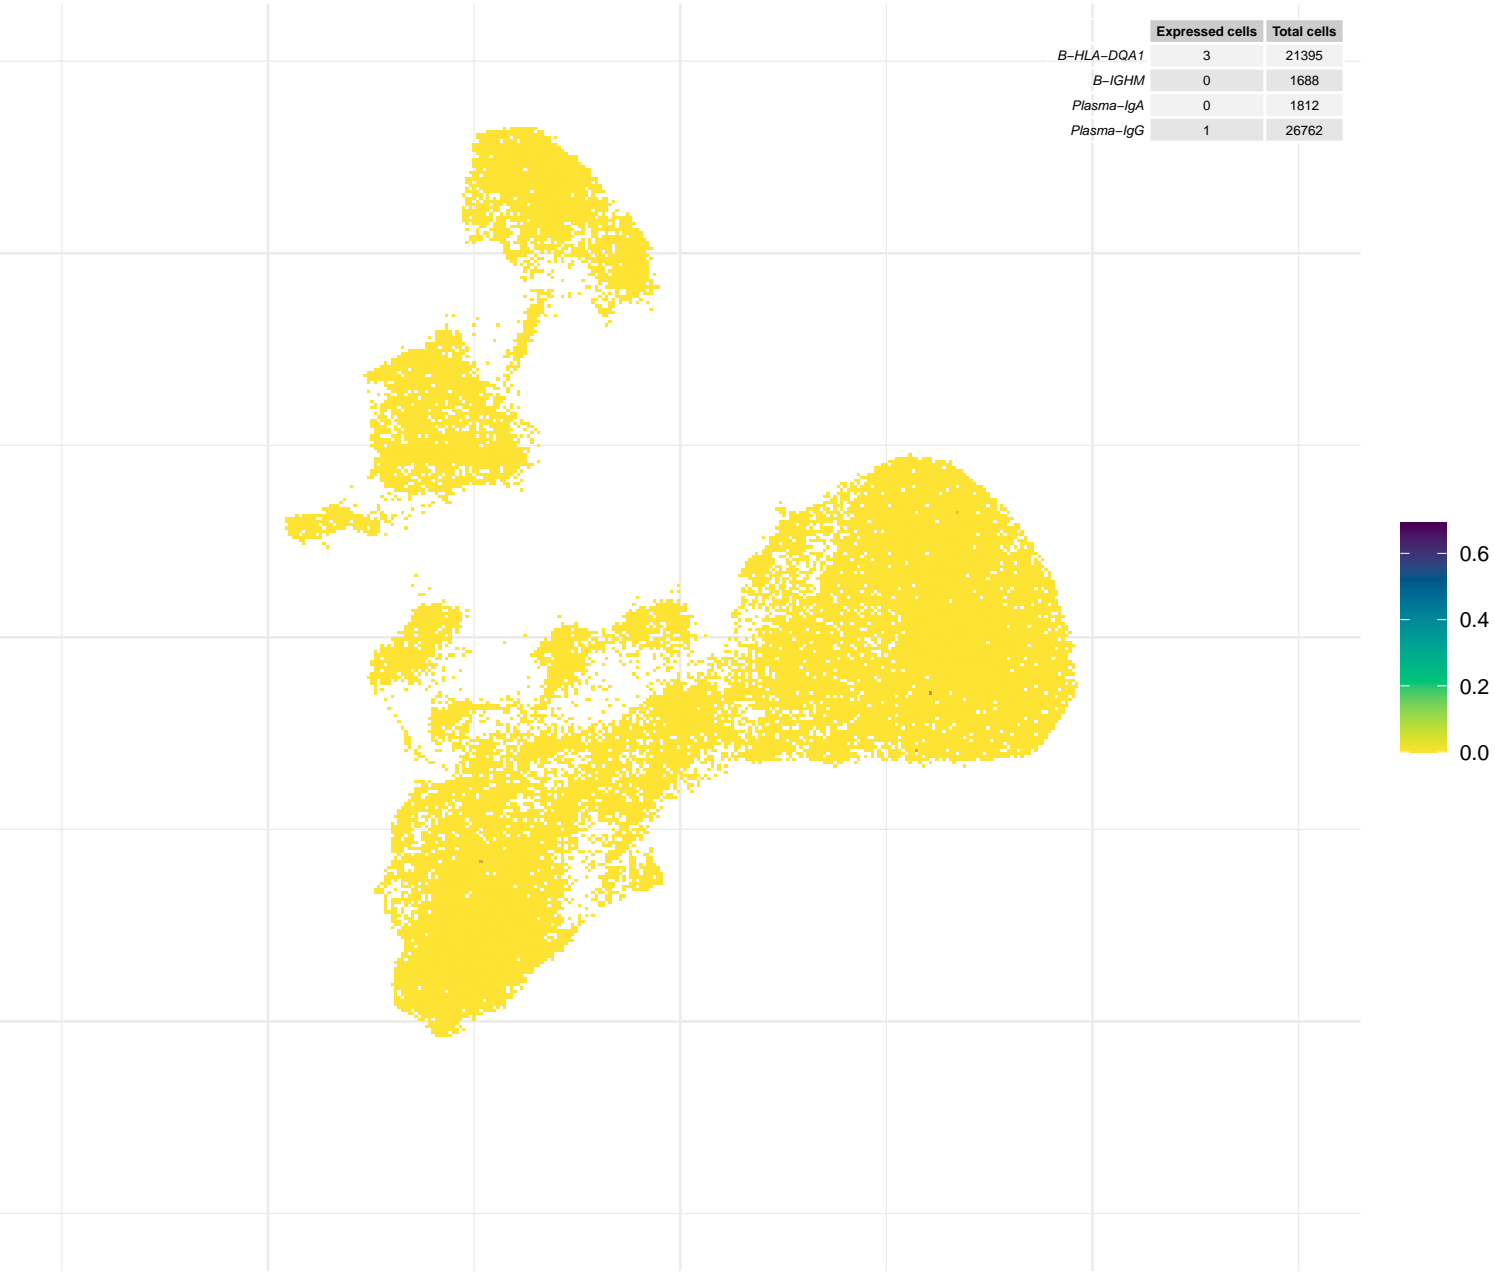 Expressed cells Total cells
B−HLA−DQA1 3 21395
B−IGHM 0 1688
Plasma−IgA 0 1812
Plasma−IgG 1 26762
0.6
0.4
0.2
0.0